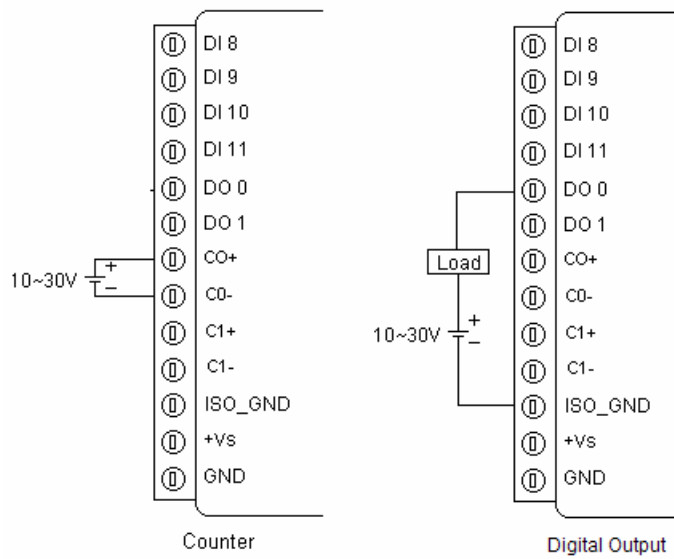 DI 8
DI 9
DI 10
DI 11
DO 0
DO 1
CO+
C0-
C1+
C1-
ISO_GND
+Vs
GND
10~30V
+
−
Counter
DI 8
DI 9
DI 10
DI 11
DO 0
DO 1
CO+
C0-
C1+
C1-
ISO_GND
+Vs
GND
Load
10~30V
+
−
Digital Output